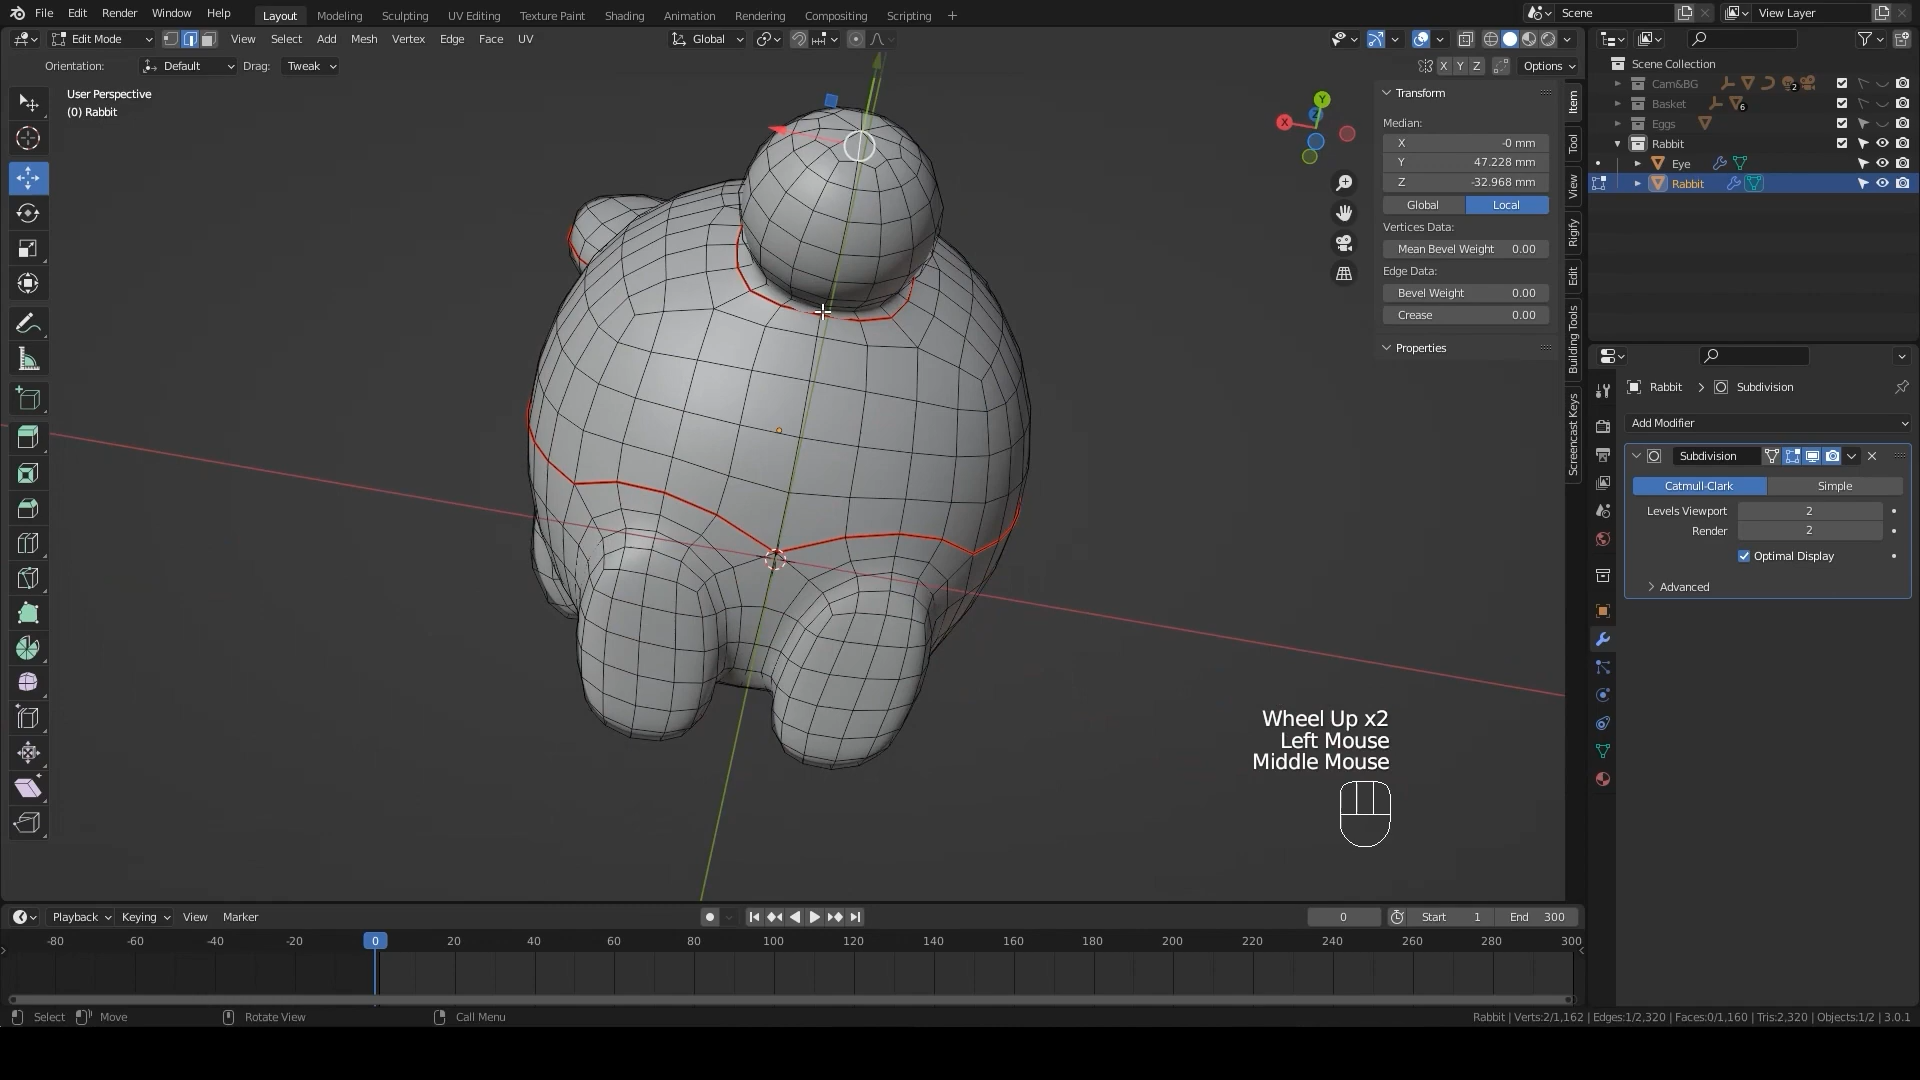 File Edit Render Window Help Layout Modeling Sculpting UV Editing Texture Paint Shading Animation Rendering Compositing Scripting + Scene View Layer
Edit Mode View Select Add Mesh Vertex Edge Face UV Global
Orientation: Default Drag: Tweak X Y Z Options
User Perspective
(0) Rabbit
X Y Z
Transform
Median:
X -0 mm
Y 47.228 mm
Z -32.968 mm
Global Local
Vertices Data:
Mean Bevel Weight 0.00
Edge Data:
Bevel Weight 0.00
Crease 0.00
Properties
Item
Tool
View
Rigify
Edit
Building Tools
Screencast Keys
Scene Collection
Cam&BG 2
Basket 6
Eggs
Rabbit
Eye
Rabbit
Rabbit > Subdivision
Add Modifier
Subdivision
Catmull-Clark Simple
Levels Viewport 2
Render 2
Optimal Display
Advanced
Wheel Up x2
Left Mouse
Middle Mouse
Playback Keying View Marker 0 Start 1 End 300
-80 -60 -40 -20 0 20 40 60 80 100 120 140 160 180 200 220 240 260 280 300
Select Move Rotate View Call Menu Rabbit | Verts:2/1,162 | Edges:1/2,320 | Faces:0/1,160 | Tris:2,320 | Objects:1/2 | 3.0.1